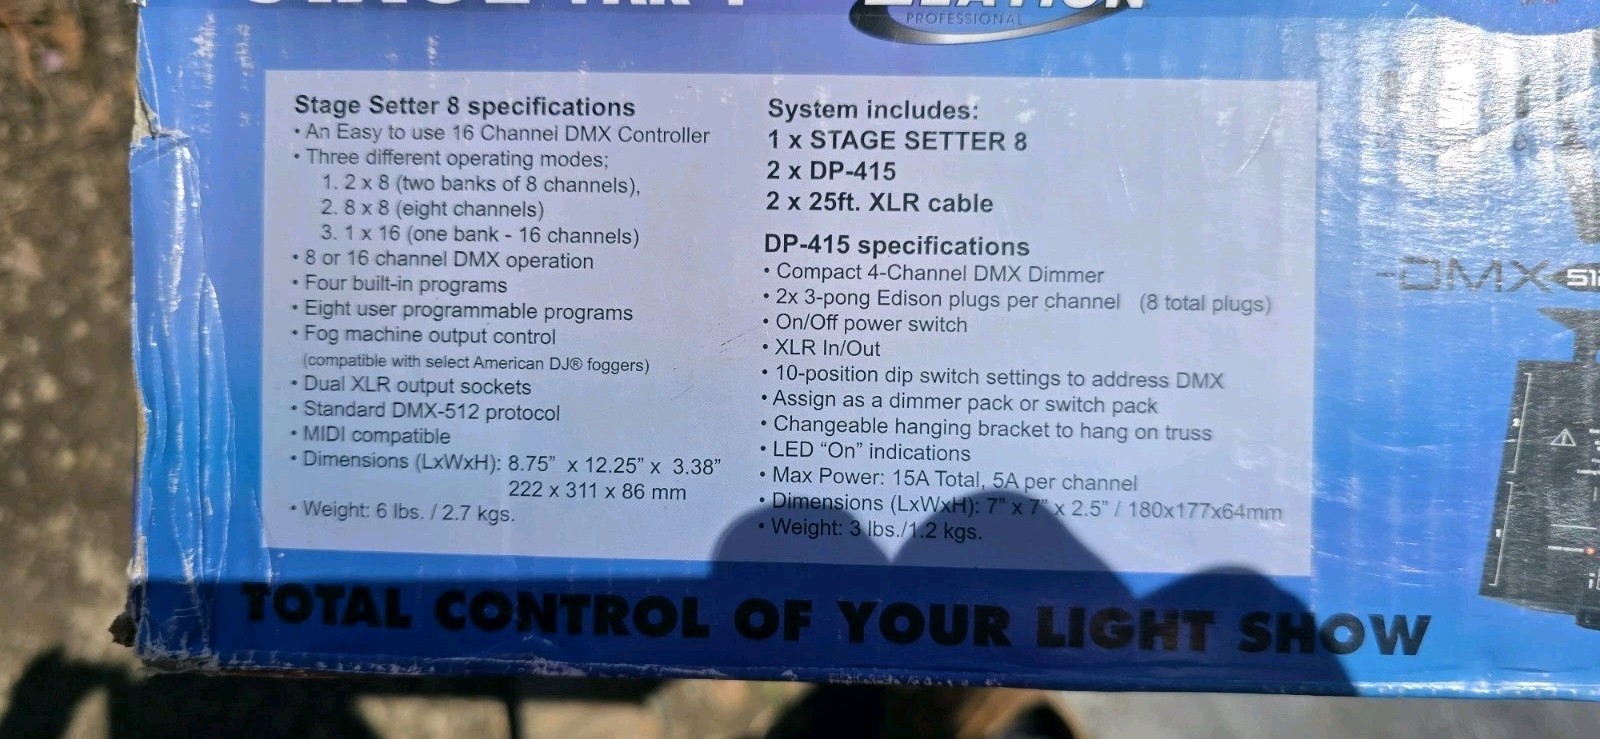 PROFESSIONAL
Stage Setter 8 specifications
• An Easy to use 16 Channel DMX Controller
• Three different operating modes;
1. 2 x 8 (two banks of 8 channels),
2. 8 x 8 (eight channels)
3. 1 x 16 (one bank - 16 channels)
• 8 or 16 channel DMX operation
• Four built-in programs
• Eight user programmable programs
• Fog machine output control
(compatible with select American DJ® foggers)
• Dual XLR output sockets
• Standard DMX-512 protocol
• MIDI compatible
• Dimensions (LxWxH): 8.75” x 12.25” x 3.38”
222 x 311 x 86 mm
• Weight: 6 lbs. / 2.7 kgs.
System includes:
1 x STAGE SETTER 8
2 x DP-415
2 x 25ft. XLR cable
DP-415 specifications
• Compact 4-Channel DMX Dimmer
• 2x 3-pong Edison plugs per channel (8 total plugs)
• On/Off power switch
• XLR In/Out
• 10-position dip switch settings to address DMX
• Assign as a dimmer pack or switch pack
• Changeable hanging bracket to hang on truss
• LED “On” indications
• Max Power: 15A Total, 5A per channel
• Dimensions (LxWxH): 7” x 7” x 2.5” / 180x177x64mm
• Weight: 3 lbs./1.2 kgs.
DMX
TOTAL CONTROL OF YOUR LIGHT SHOW